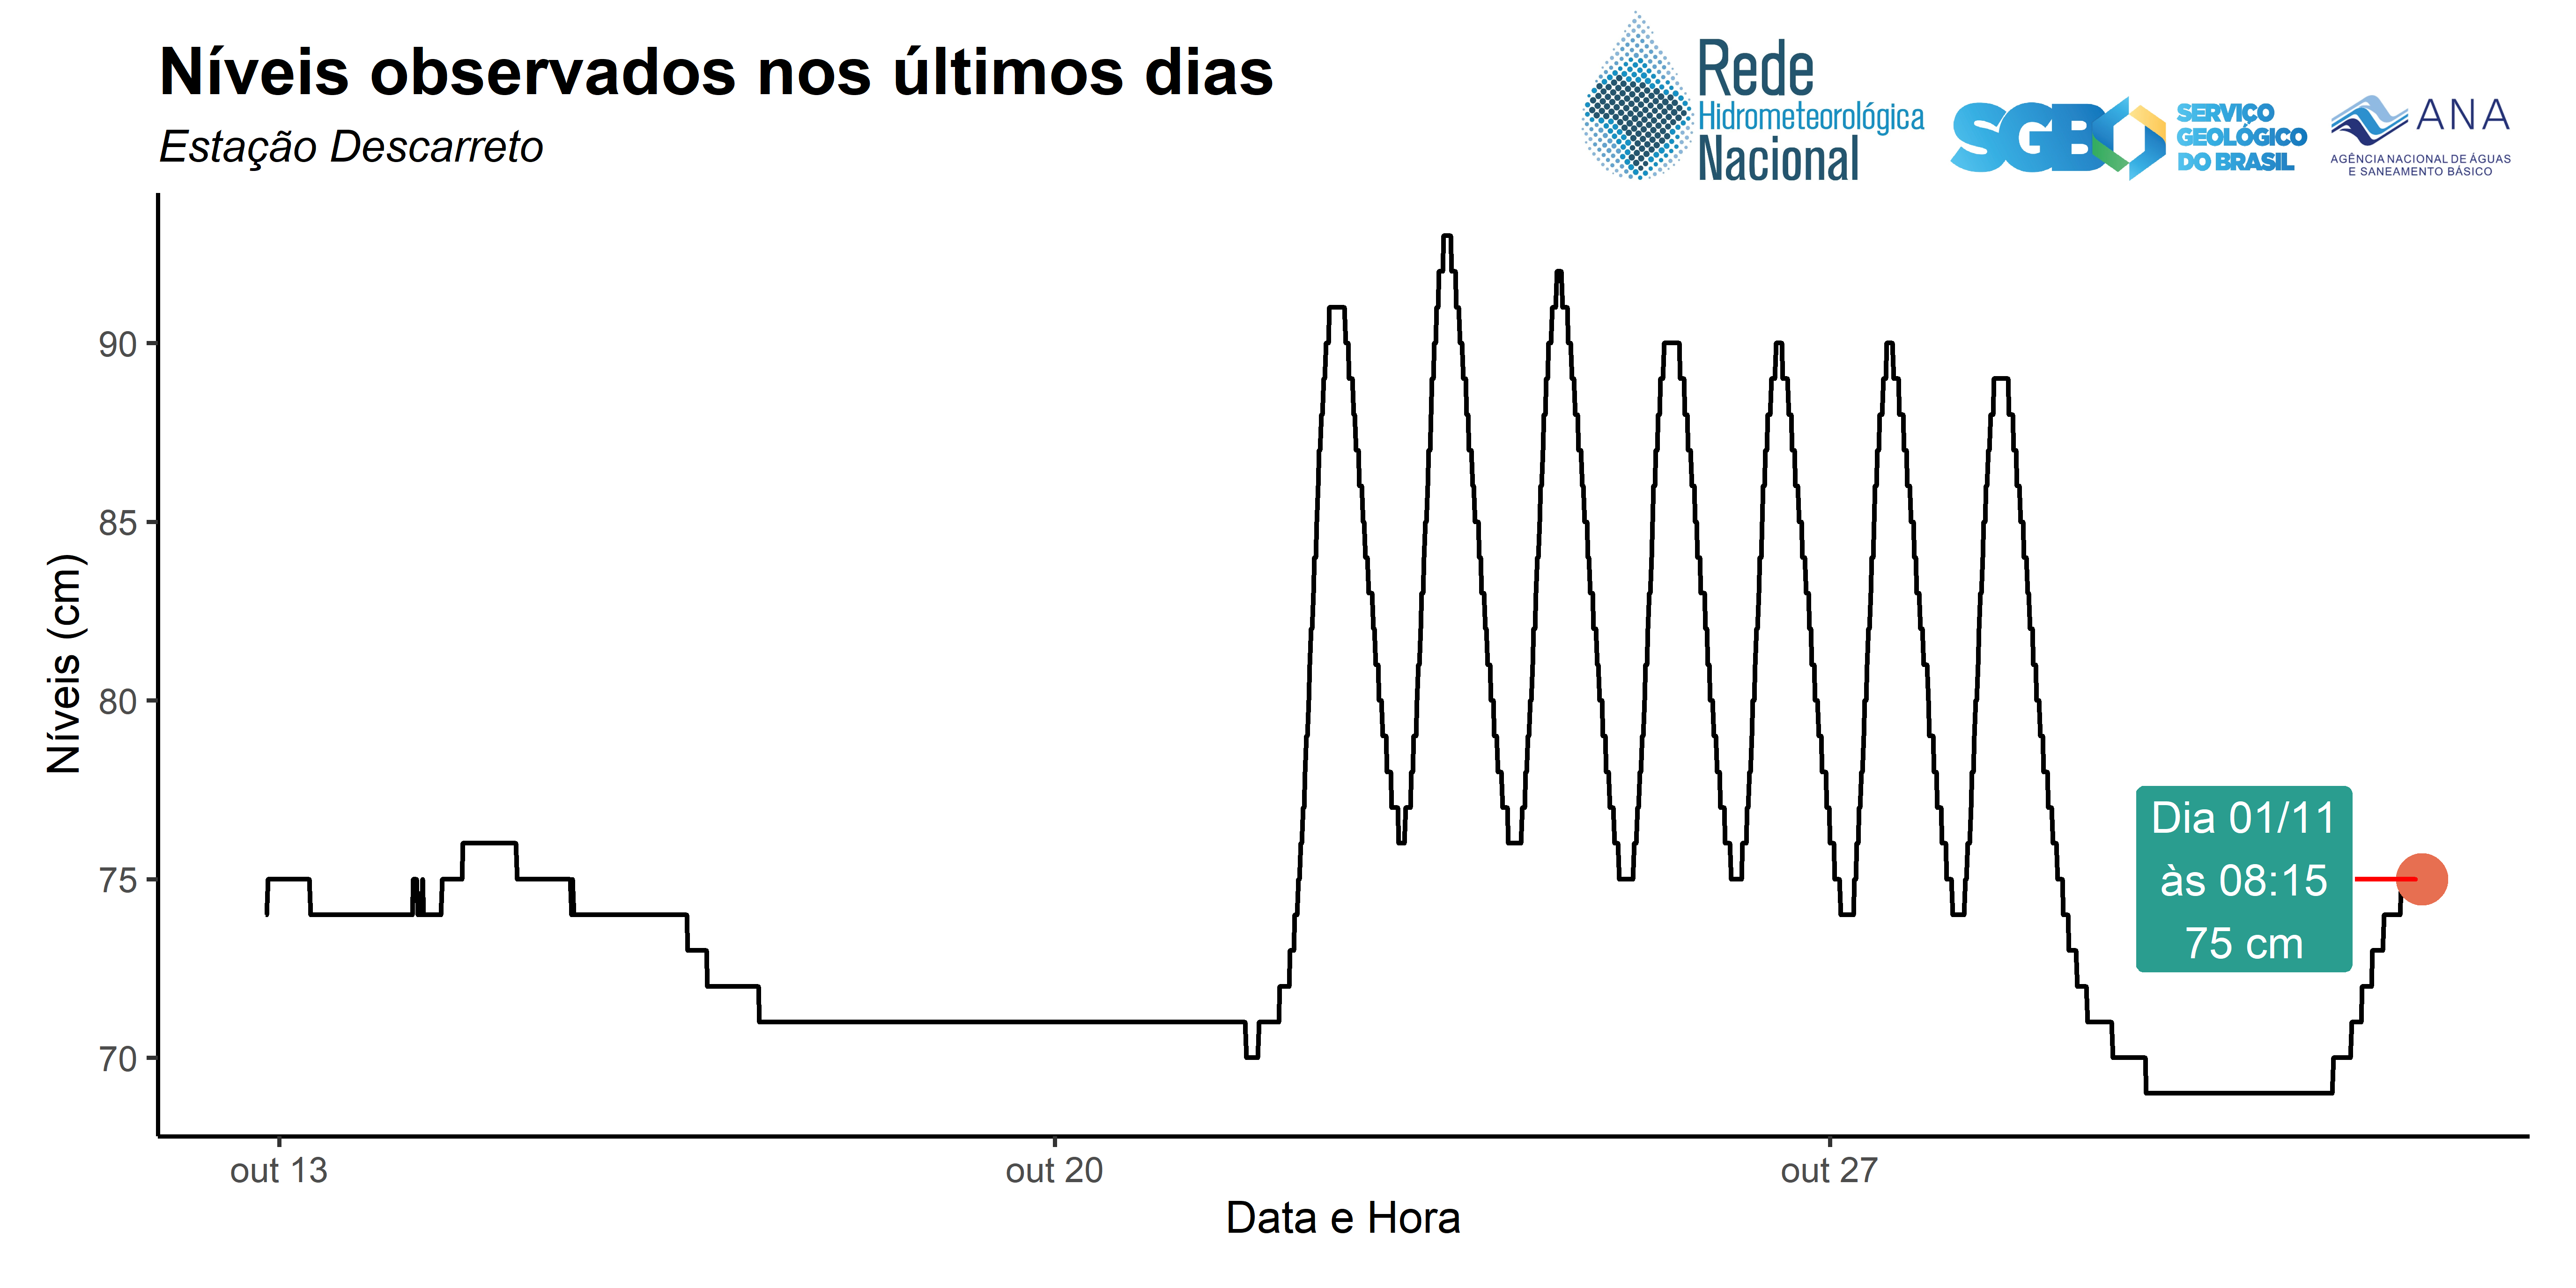 Níveis observados nos últimos dias
Estação Descarreto
Rede
Hidrometeorológica
Nacional
SGB
SERVIÇO
GEOLÓGICO
DO BRASIL
ANA
AGÊNCIA NACIONAL DE ÁGUAS
E SANEAMENTO BÁSICO
Níveis (cm)
90
85
80
75
70
Dia 01/11
às 08:15
75 cm
out 13
out 20
out 27
Data e Hora